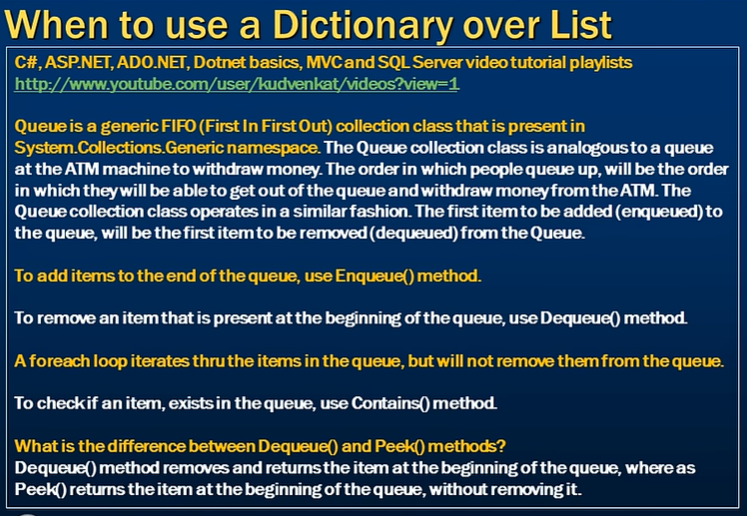 When to use a Dictionary over List
C#, ASP.NET, ADO.NET, Dotnet basics, MVC and SQL Server video tutorial playlists
http://www.youtube.com/user/kudvenkat/videos?view=1
Queue is a generic FIFO (First In First Out) collection class that is present in
System.Collections.Generic namespace. The Queue collection class is analogous to a queue
at the ATM machine to withdraw money. The order in which people queue up, will be the order
in which they will be able to get out of the queue and withdraw money from the ATM. The
Queue collection class operates in a similar fashion. The first item to be added (enqueued) to
the queue, will be the first item to be removed (dequeued) from the Queue.
To add items to the end of the queue, use Enqueue() method.
To remove an item that is present at the beginning of the queue, use Dequeue() method.
A foreach loop iterates thru the items in the queue, but will not remove them from the queue.
To check if an item, exists in the queue, use Contains() method.
What is the difference between Dequeue() and Peek() methods?
Dequeue() method removes and returns the item at the beginning of the queue, where as
Peek() returns the item at the beginning of the queue, without removing it.